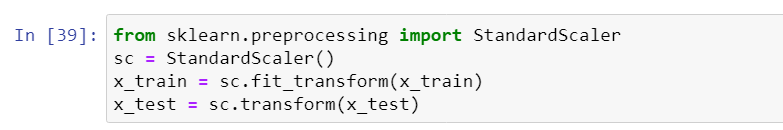 In [39]: from sklearn.preprocessing import StandardScaler
sc = StandardScaler()
x_train = sc.fit_transform(x_train)
x_test = sc.transform(x_test)